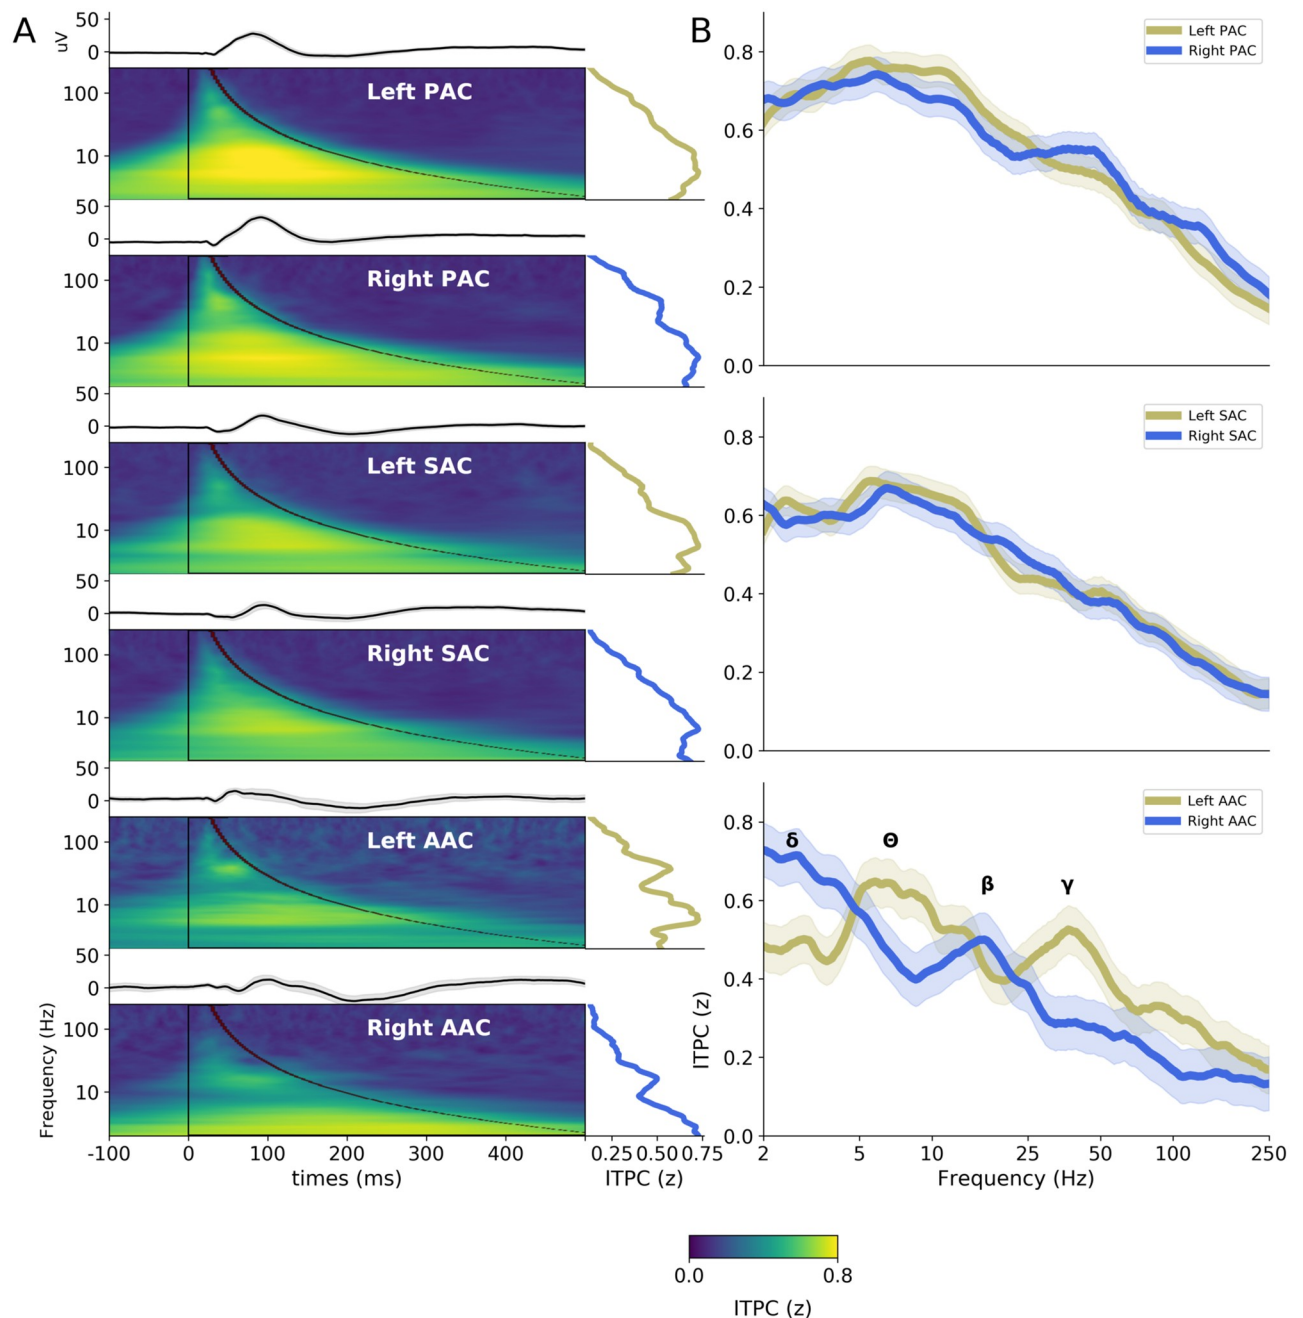 A
uV
50
0
100
10
Left PAC
50
0
100
10
Right PAC
50
0
100
10
Left SAC
50
0
100
10
Right SAC
50
0
100
10
Left AAC
50
0
100
10
Right AAC
Frequency (Hz)
-100 0 100 200 300 400
times (ms)
0.25 0.50 0.75
ITPC (z)
B
Left PAC
Right PAC
0.8
0.6
0.4
0.2
0.0
Left SAC
Right SAC
0.8
0.6
0.4
0.2
0.0
Left AAC
Right AAC
δ Θ β γ
0.8
0.6
0.4
0.2
0.0
ITPC (z)
2 5 10 25 50 100 250
Frequency (Hz)
0.0 0.8
ITPC (z)